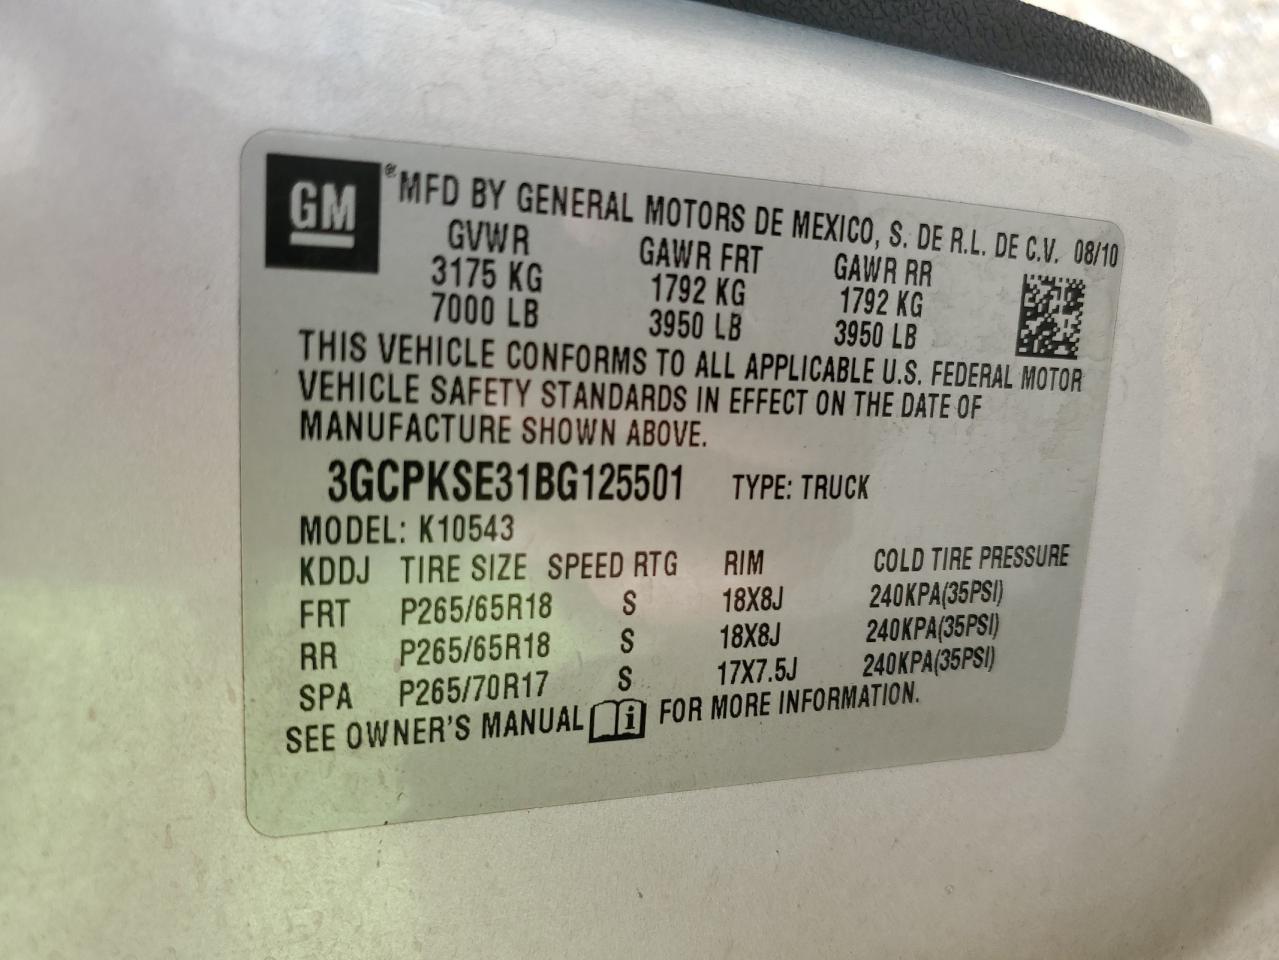 GM ® MFD BY GENERAL MOTORS DE MEXICO, S. DE R.L. DE C.V. 08/10
GVWR GAWR FRT GAWR RR
3175 KG 1792 KG 1792 KG
7000 LB 3950 LB 3950 LB
THIS VEHICLE CONFORMS TO ALL APPLICABLE U.S. FEDERAL MOTOR
VEHICLE SAFETY STANDARDS IN EFFECT ON THE DATE OF
MANUFACTURE SHOWN ABOVE.
3GCPKSE31BG125501 TYPE: TRUCK
MODEL: K10543
KDDJ TIRE SIZE SPEED RTG RIM COLD TIRE PRESSURE
FRT P265/65R18 S 18X8J 240KPA(35PSI)
RR P265/65R18 S 18X8J 240KPA(35PSI)
SPA P265/70R17 S 17X7.5J 240KPA(35PSI)
SEE OWNER'S MANUAL i FOR MORE INFORMATION.